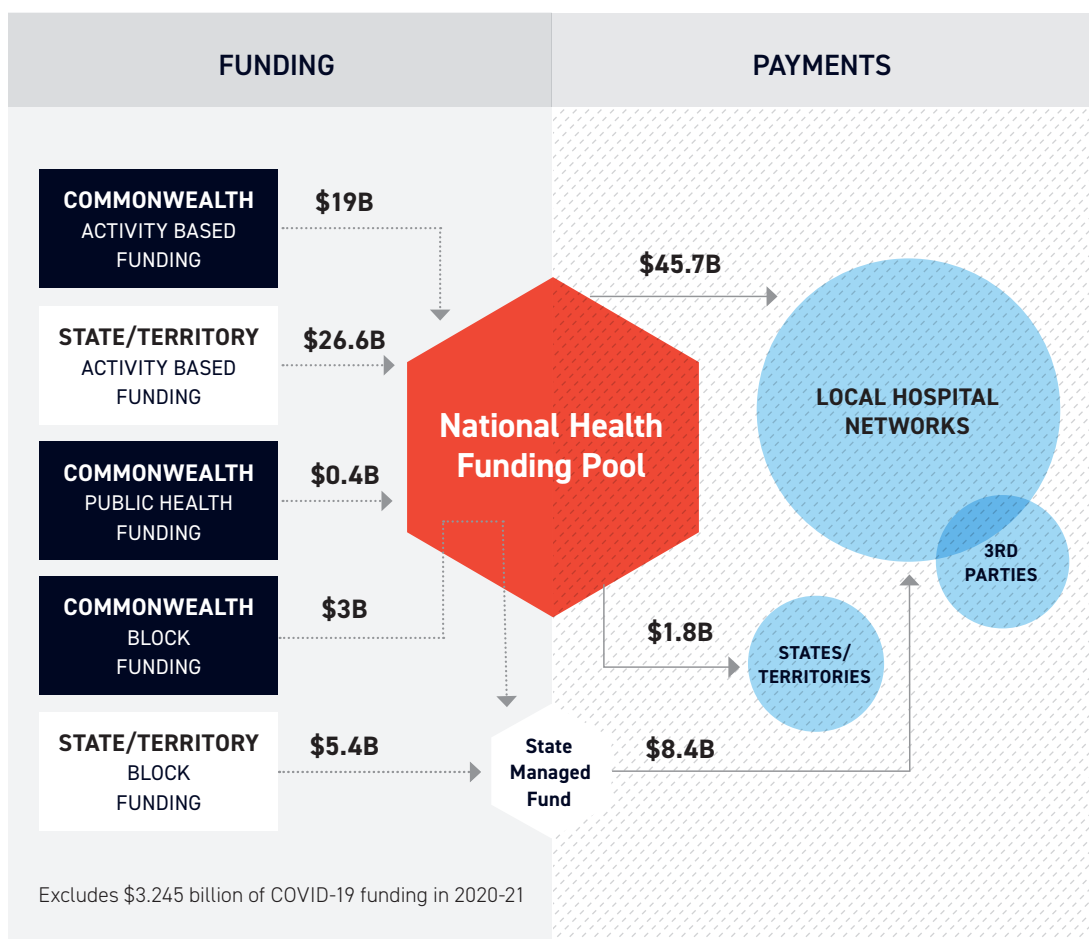 FUNDING
PAYMENTS
COMMONWEALTH
ACTIVITY BASED
FUNDING
$19B
STATE/TERRITORY
ACTIVITY BASED
FUNDING
$26.6B
COMMONWEALTH
PUBLIC HEALTH
FUNDING
$0.4B
COMMONWEALTH
BLOCK
FUNDING
$3B
STATE/TERRITORY
BLOCK
FUNDING
$5.4B
National Health
Funding Pool
State
Managed
Fund
$45.7B
LOCAL HOSPITAL
NETWORKS
3RD
PARTIES
$1.8B
STATES/
TERRITORIES
$8.4B
Excludes $3.245 billion of COVID-19 funding in 2020-21